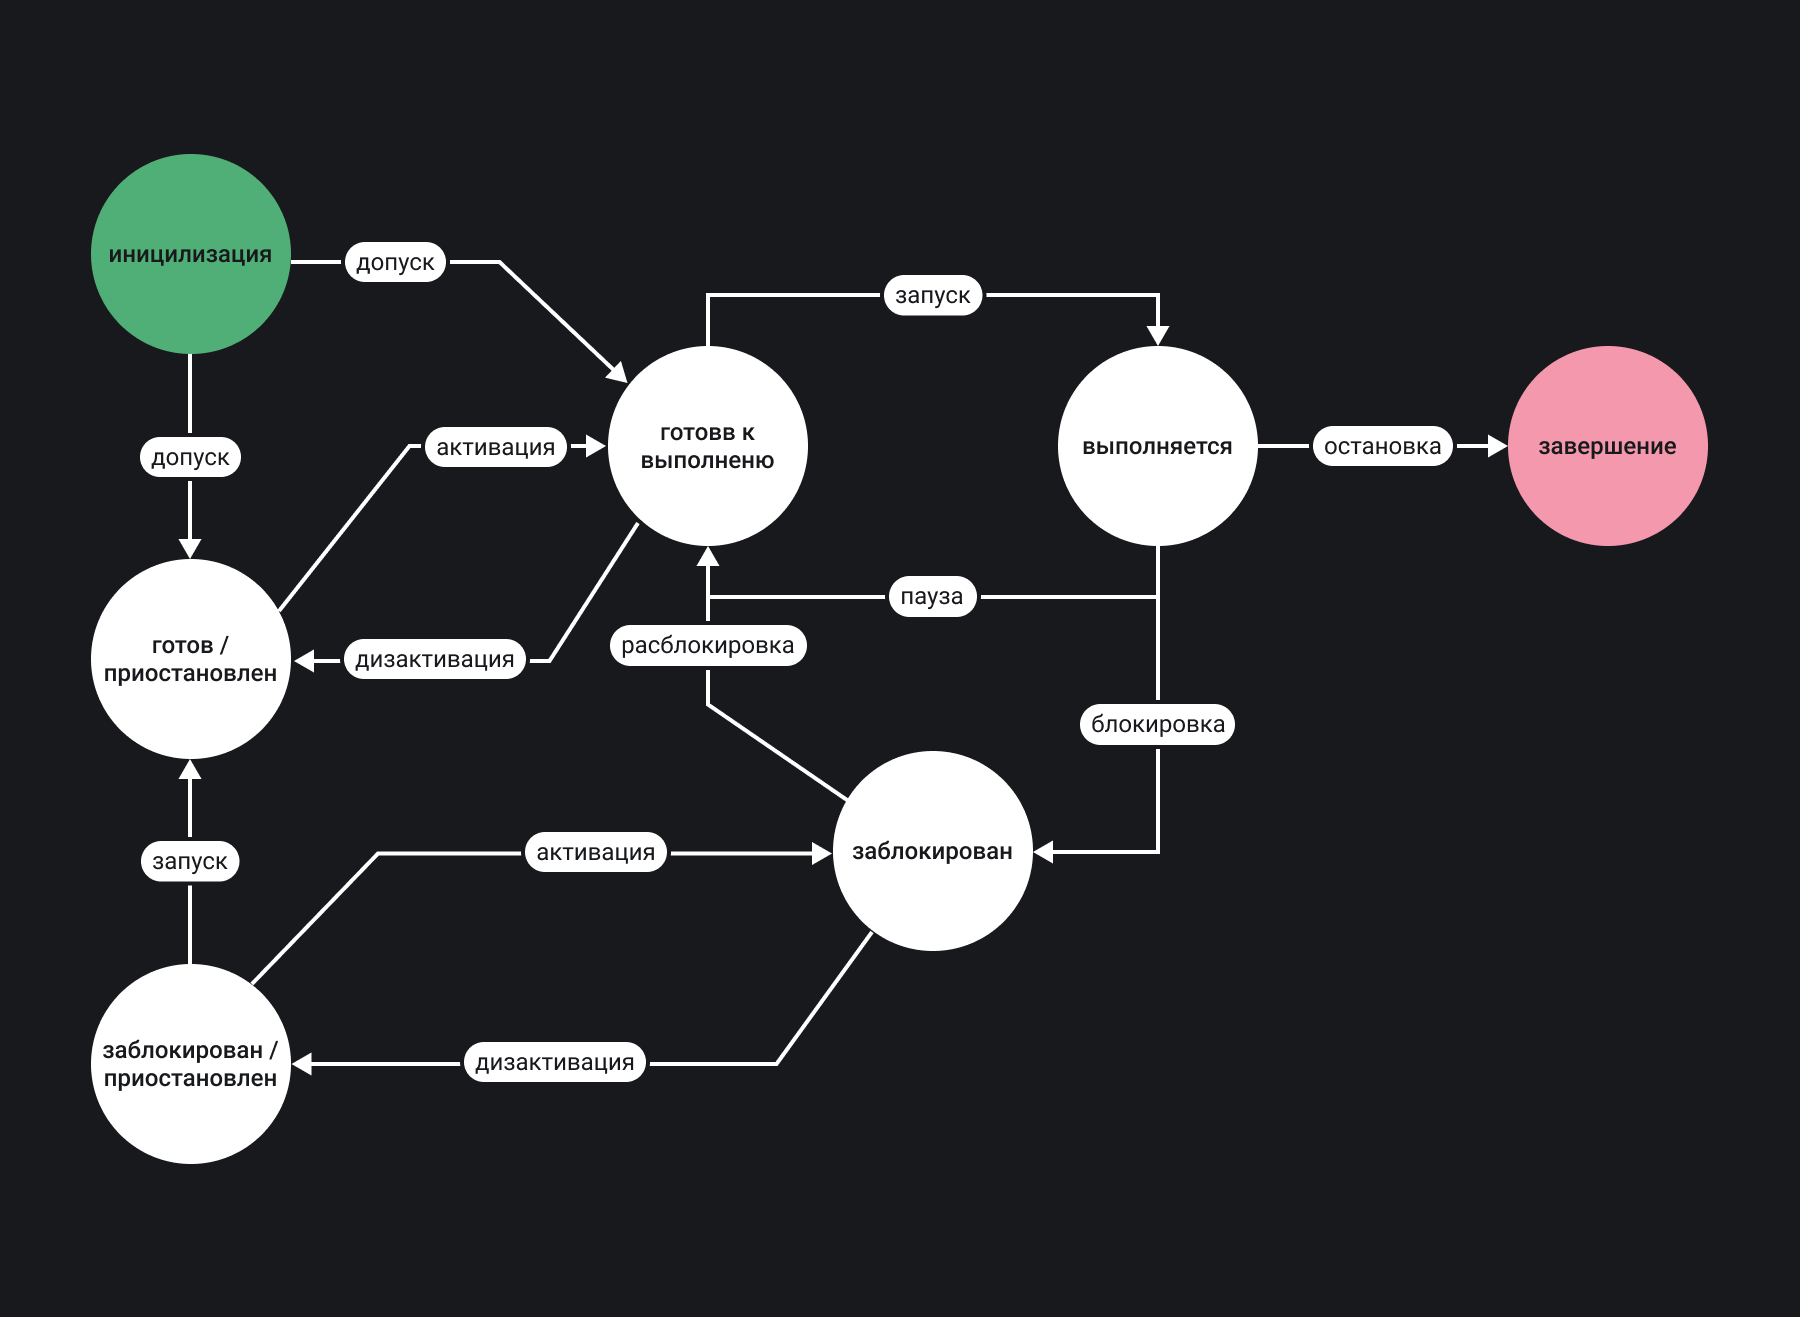 иницилизация
допуск
запуск
допуск
активация
готовв к
выполненю
выполняется
остановка
завершение
пауза
готов /
приостановлен
дизактивация
расблокировка
блокировка
запуск
активация
заблокирован
заблокирован /
приостановлен
дизактивация